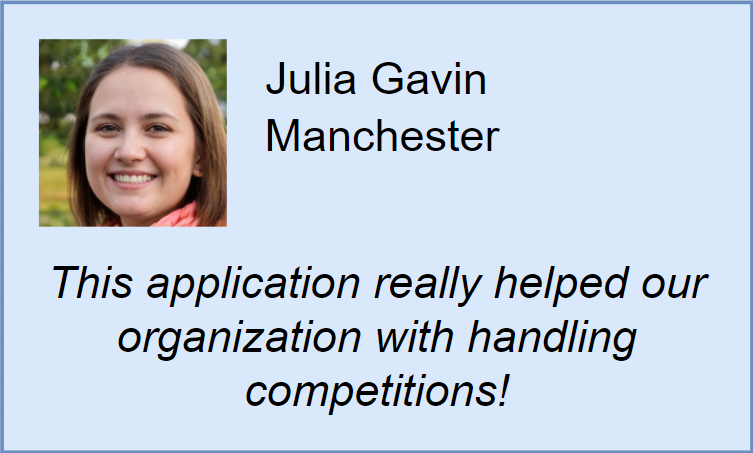 Julia Gavin
Manchester
This application really helped our
organization with handling
competitions!